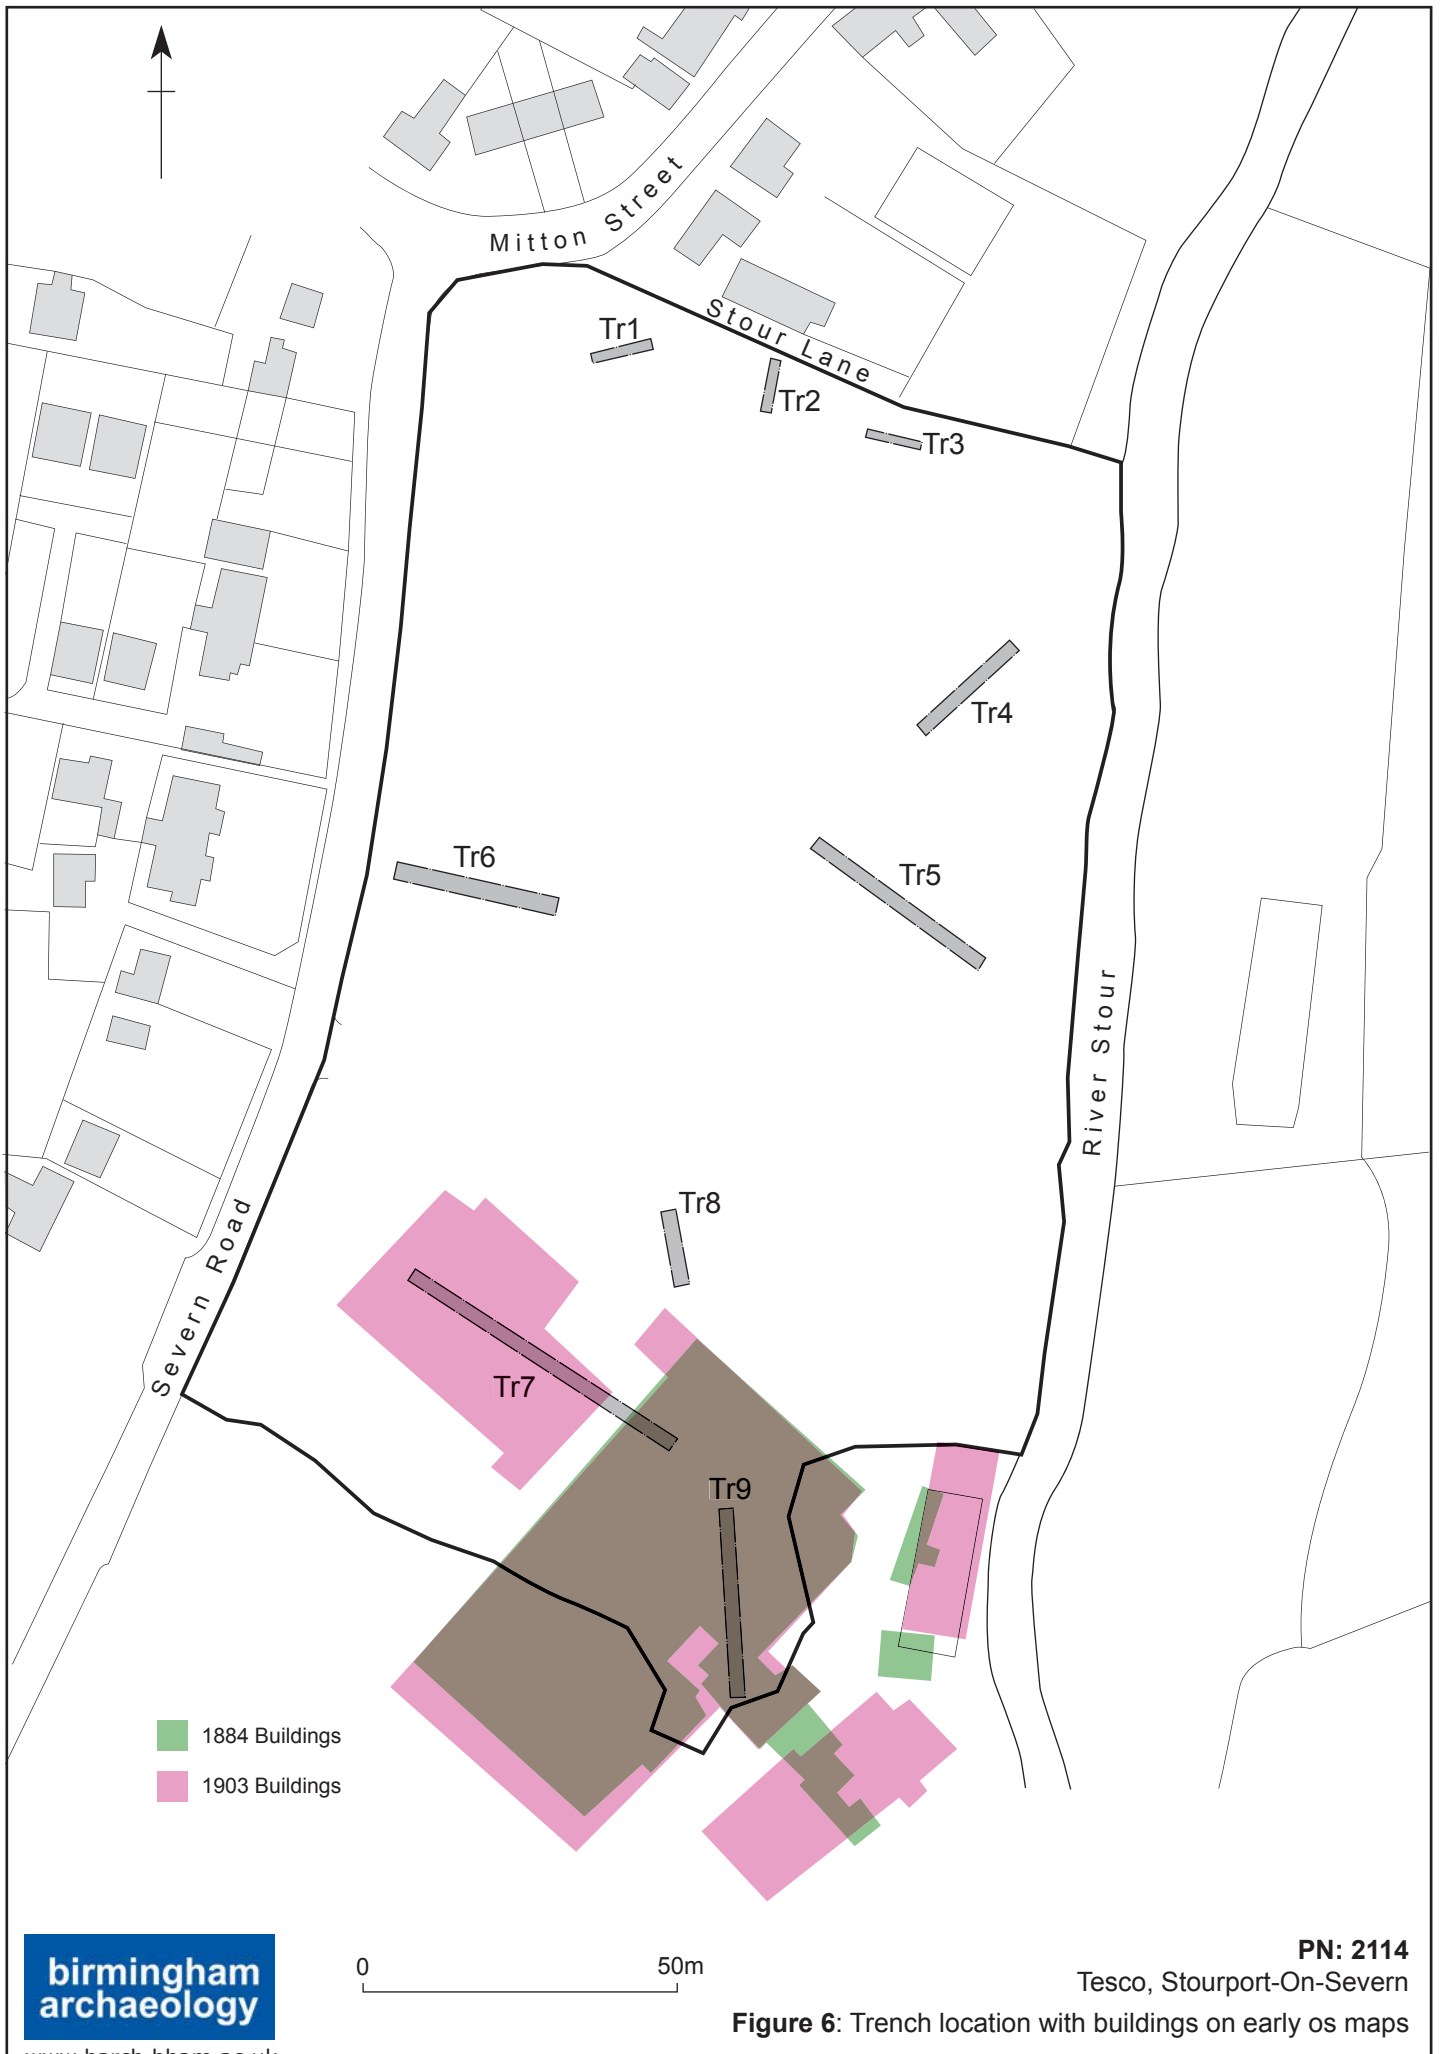 Mitton Street
Stour Lane
Tr1
Tr2
Tr3
Tr4
Tr5
Tr6
River Stour
Severn Road
Tr8
Tr7
Tr9
1884 Buildings
1903 Buildings
birmingham
archaeology
0 50m
PN: 2114
Tesco, Stourport-On-Severn
Figure 6: Trench location with buildings on early os maps